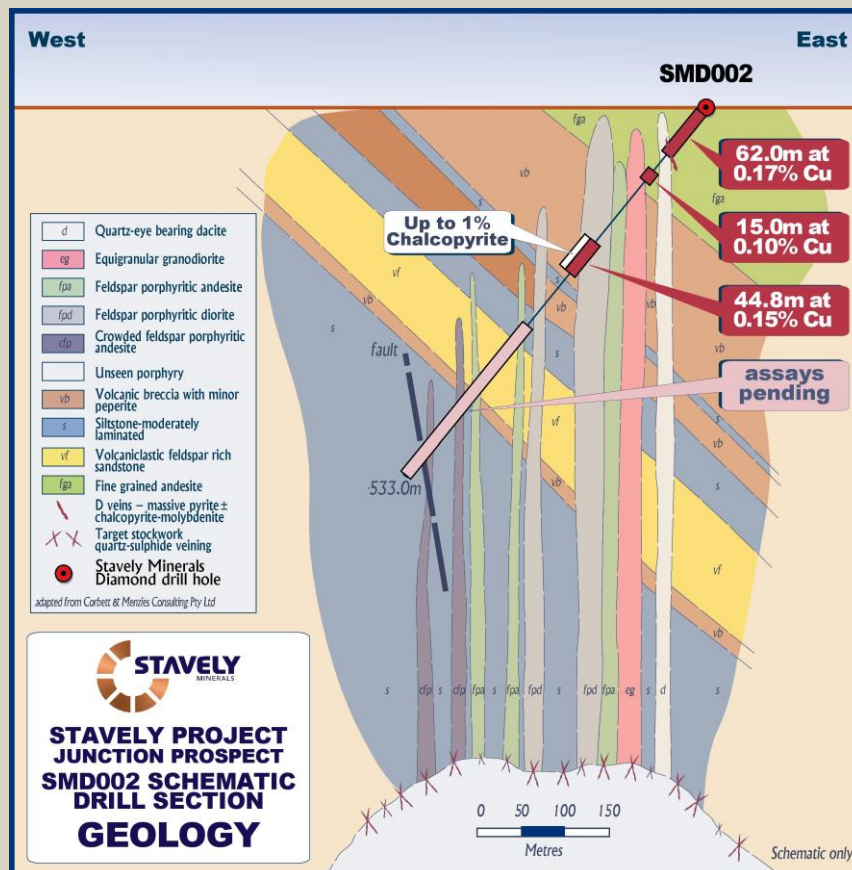 West
East
SMD002
62.0m at
0.17% Cu
15.0m at
0.10% Cu
44.8m at
0.15% Cu
Up to 1%
Chalcopyrite
assays
pending
fault
533.0m
fga
fga
vb
s
vf
vb
s
s
vb
s
vb
vb
s
vb
s
vf
vb
vf
vb
s
cfp
s
cfp
fpa
s
fpa
fpd
s
fpd
fpa
eg
s
d
s
d Quartz-eye bearing dacite
eg Equigranular granodiorite
fpa Feldspar porphyritic andesite
fpd Feldspar porphyritic diorite
cfp Crowded feldspar porphyritic
andesite
Unseen porphyry
vb Volcanic breccia with minor
peperite
s Siltstone-moderately
laminated
vf Volcaniclastic feldspar rich
sandstone
fga Fine grained andesite
D veins – massive pyrite ±
chalcopyrite-molybdenite
Target stockwork
quartz-sulphide veining
Stavely Minerals
Diamond drill hole
adapted from Corbett & Menzies Consulting Pty Ltd
STAVELY
MINERALS
STAVELY PROJECT
JUNCTION PROSPECT
SMD002 SCHEMATIC
DRILL SECTION
GEOLOGY
0 50 100 150
Metres
Schematic only